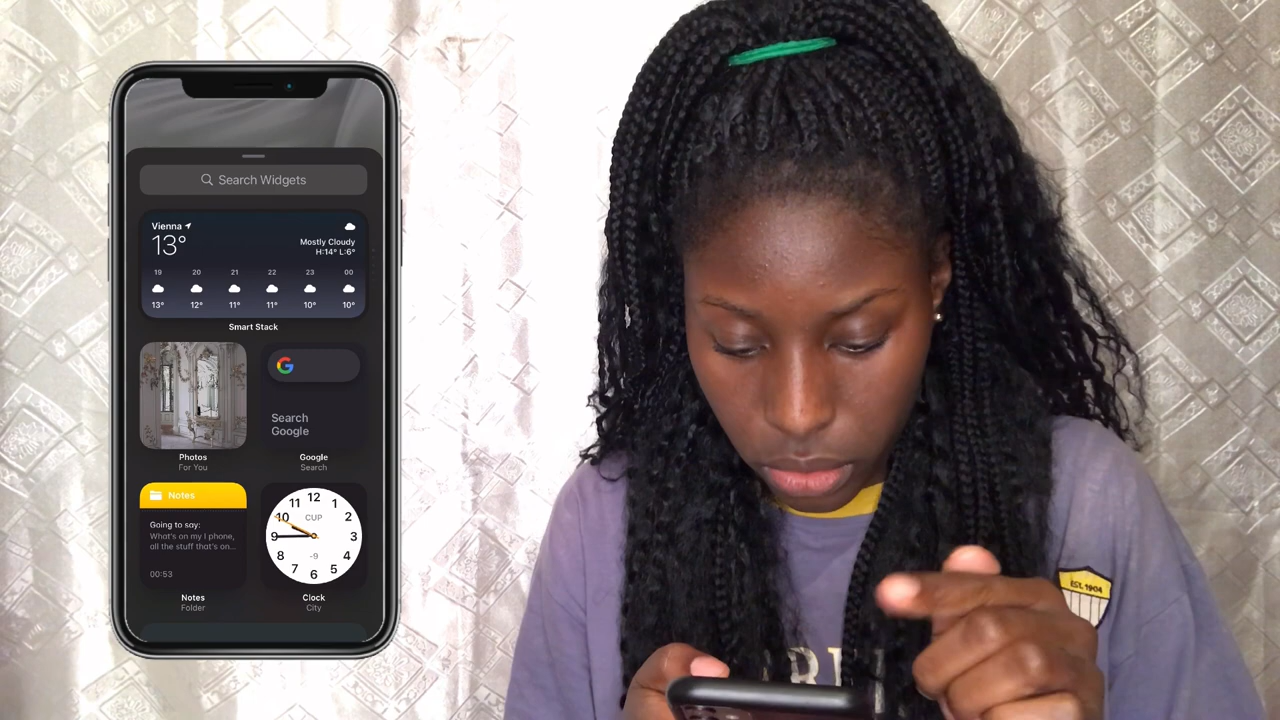 Search Widgets
Vienna
13°
Mostly Cloudy
H:14° L:6°
19 20 21 22 23 00
13° 12° 11° 11° 10° 10°
Smart Stack
Search
Google
Photos
For You
Google
Search
Notes
Going to say:
What's on my I phone,
all the stuff that's on...
00:53
12
11 1
10 CUP 2
9 3
8 -9 4
7 5
6
Notes
Folder
Clock
City
EST. 1904